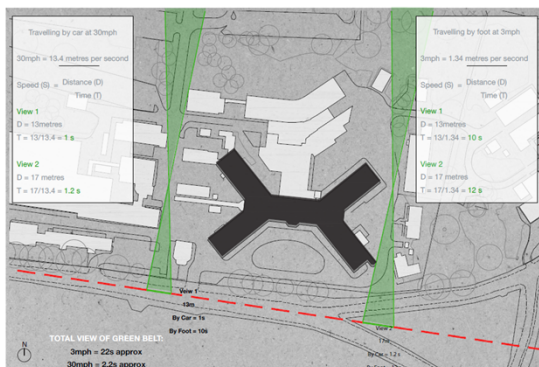 Travelling by car at 30mph
30mph = 13.4 metres per second
Speed (S) = Distance (D)
Time (T)
View 1
D = 13metres
T = 13/13.4 = 1 s
View 2
D = 17 metres
T = 17/13.4 = 1.2 s
Travelling by foot at 3mph
3mph = 1.34 metres per second
Speed (S) = Distance (D)
Time (T)
View 1
D = 13metres
T = 13/1.34 = 10 s
View 2
D = 17 metres
T = 17/1.34 = 12 s
View 1
13m
By Car = 1s
By Foot = 10s
View 2
17m
By Car = 1.2 s
TOTAL VIEW OF GREEN BELT:
3mph = 22s approx
30mph = 2.2s approx
N